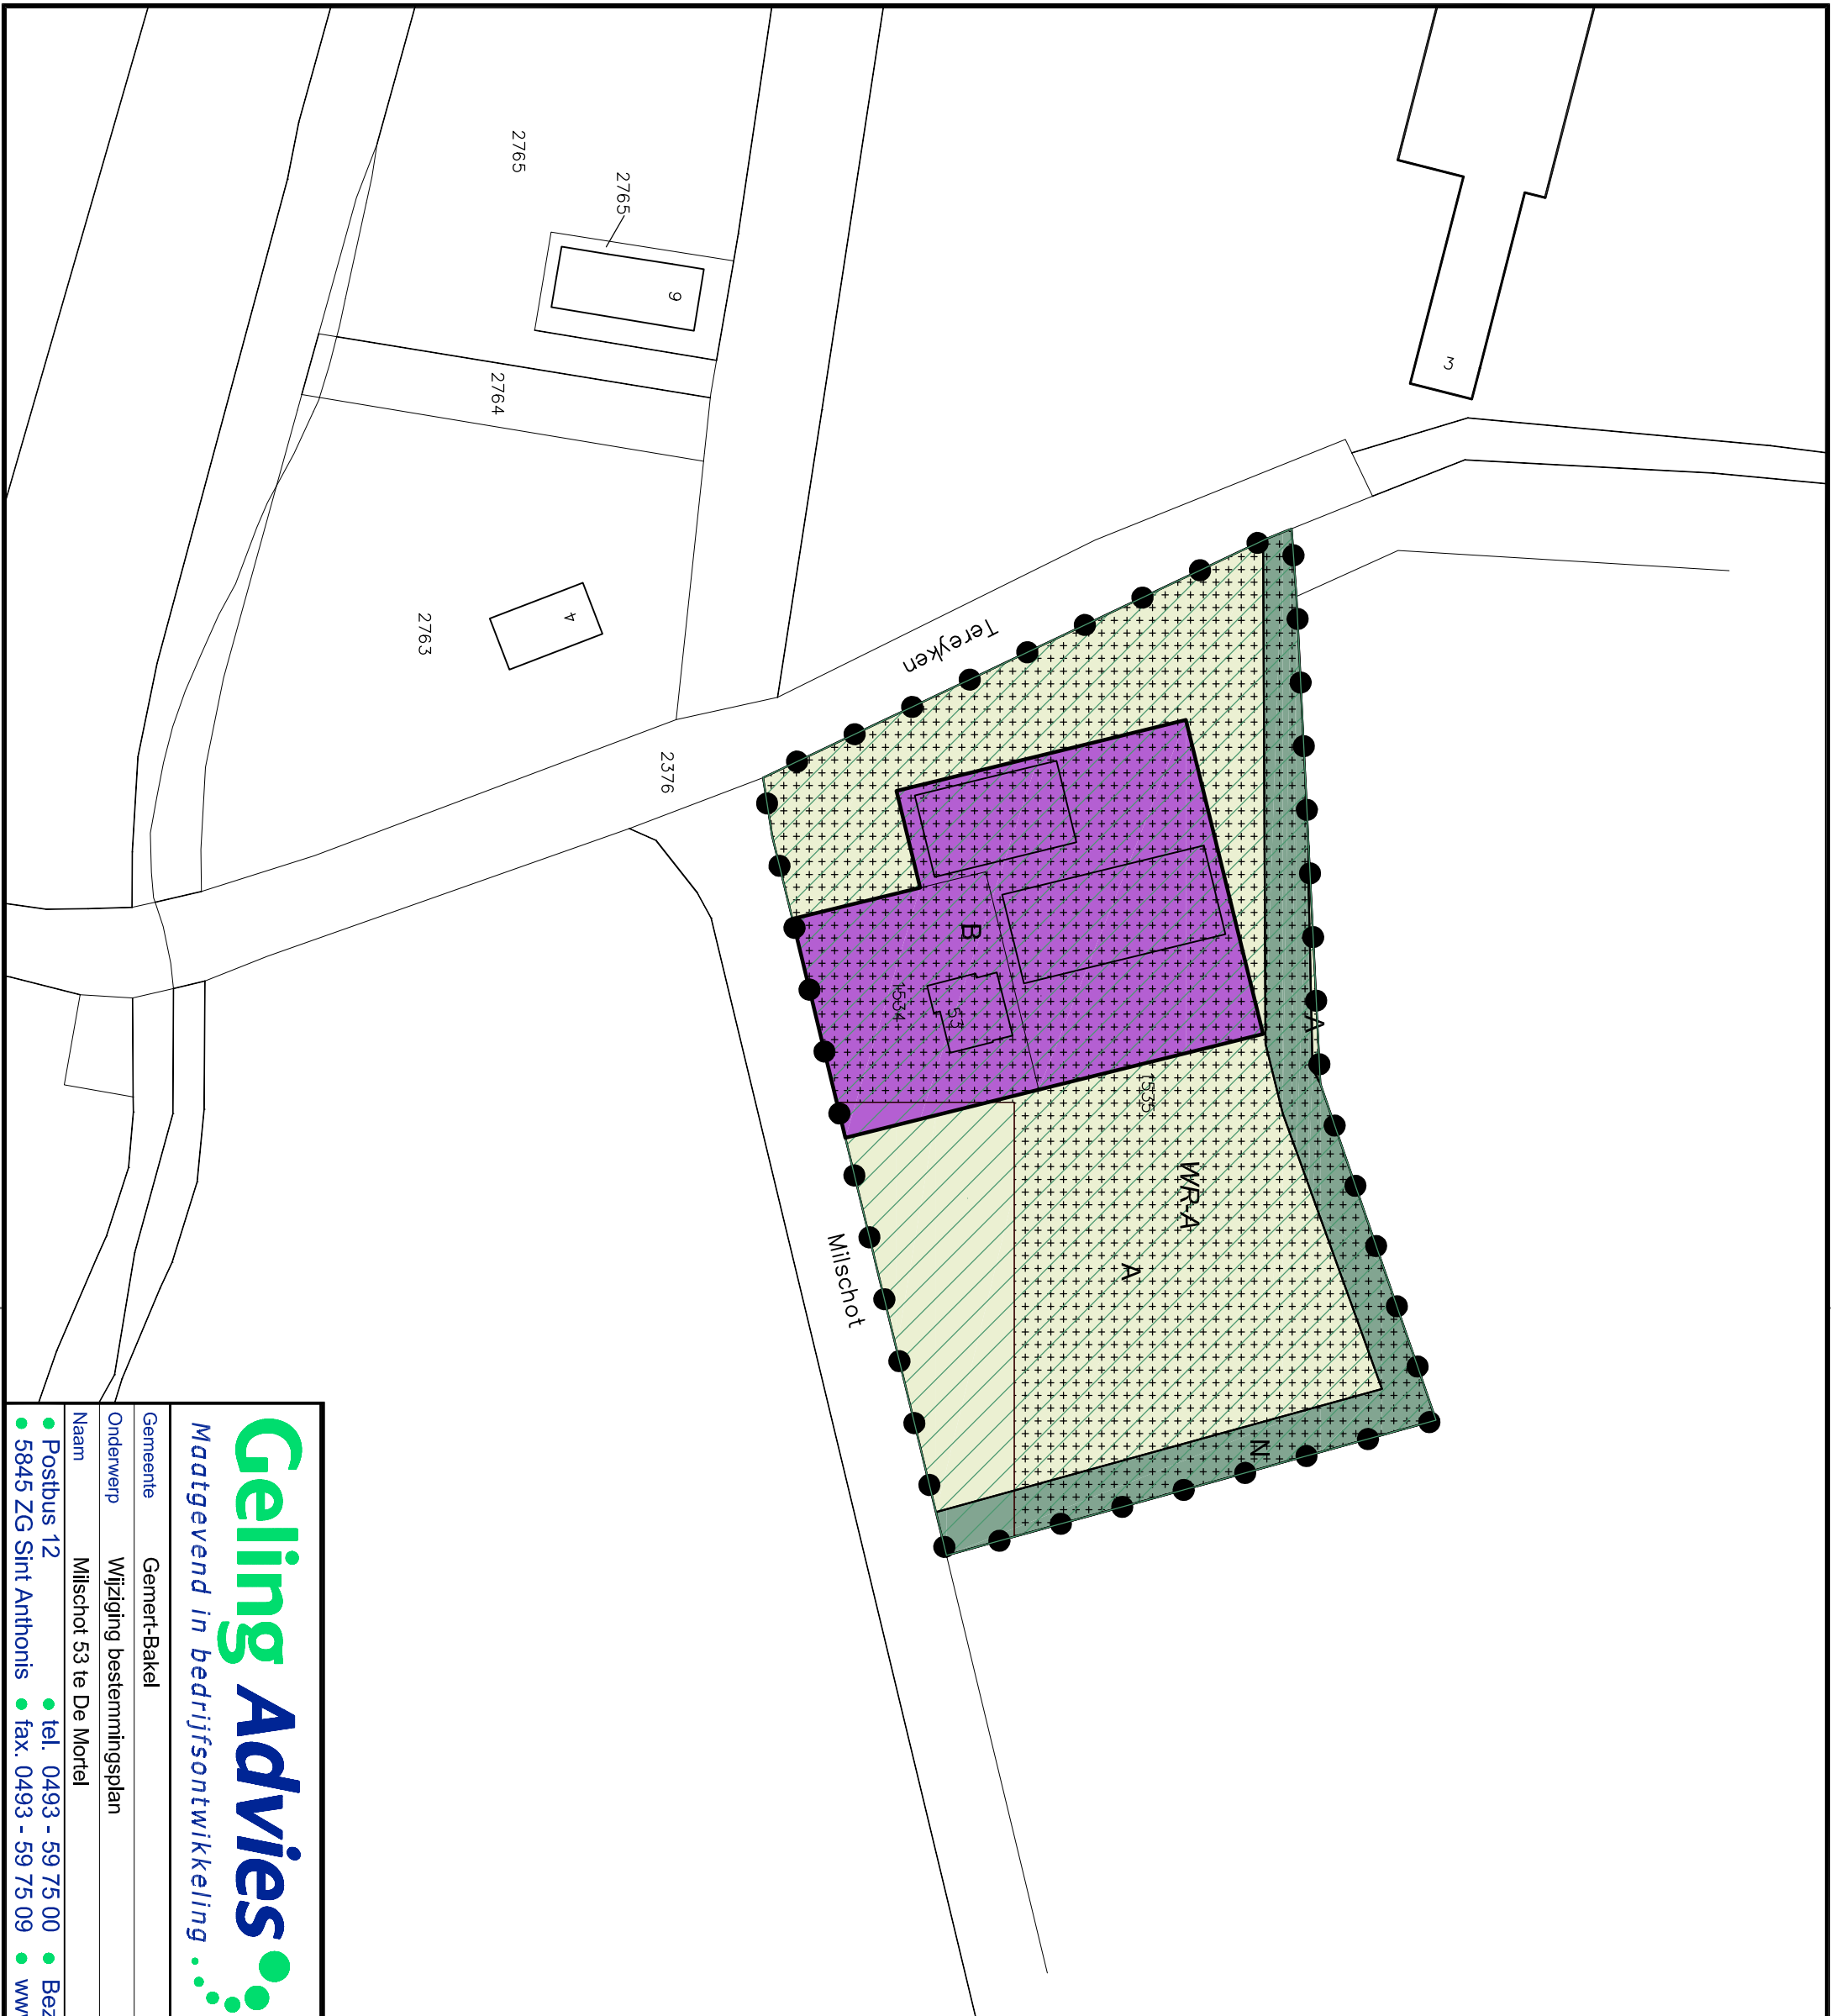 2765
2765
9
2764
3
2763
4
Tereyken
2376
B
1534
53
A
1535
WR-A
A
Milschot
N
Geling Advies
Maatgevend in bedrijfsontwikkeling
Gemeente Gemert-Bakel
Onderwerp Wijziging bestemmingsplan
Naam Milschot 53 te De Mortel
Postbus 12 • tel. 0493 - 59 75 00 • Bez
5845 ZG Sint Anthonis • fax. 0493 - 59 75 09 • ww